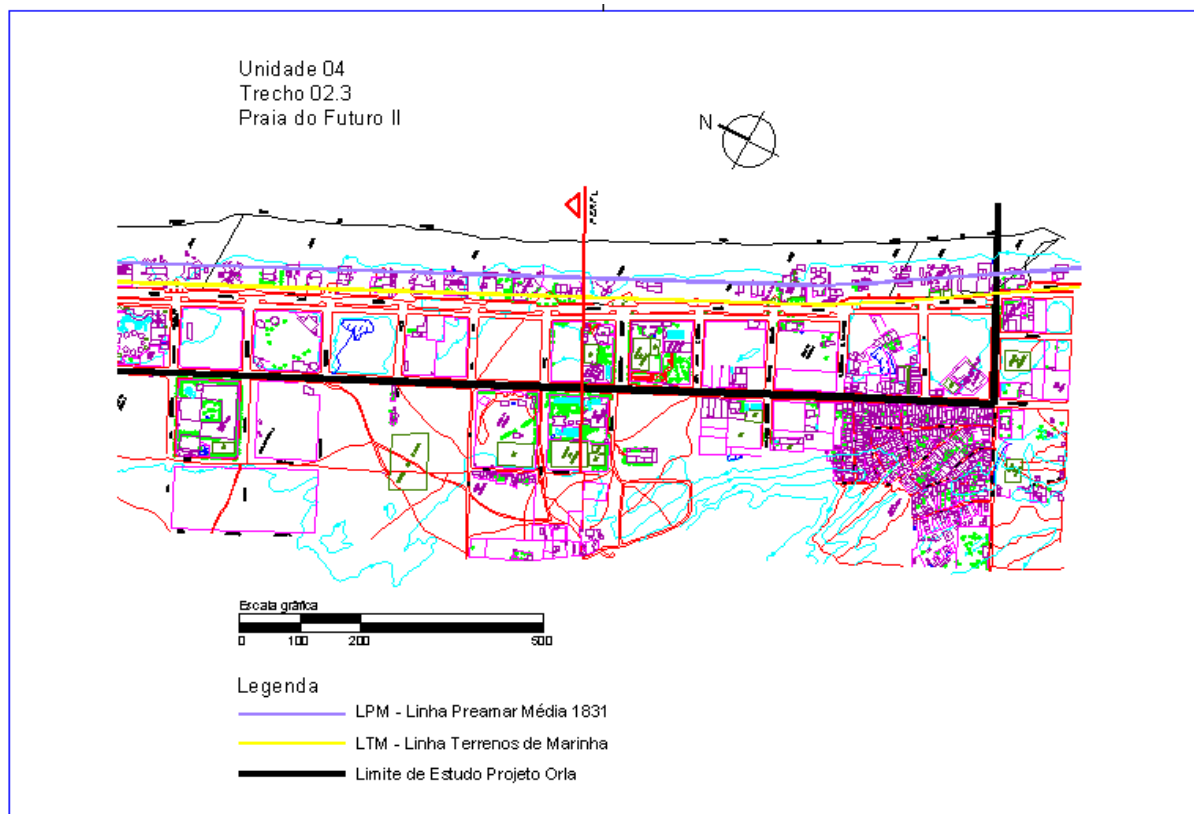 Unidade 04
Trecho 02.3
Praia do Futuro II
N
PERFIL
Escala gráfica
0 100 200 500
Legenda
LPM - Linha Preamar Média 1831
LTM - Linha Terrenos de Marinha
Limite de Estudo Projeto Orla